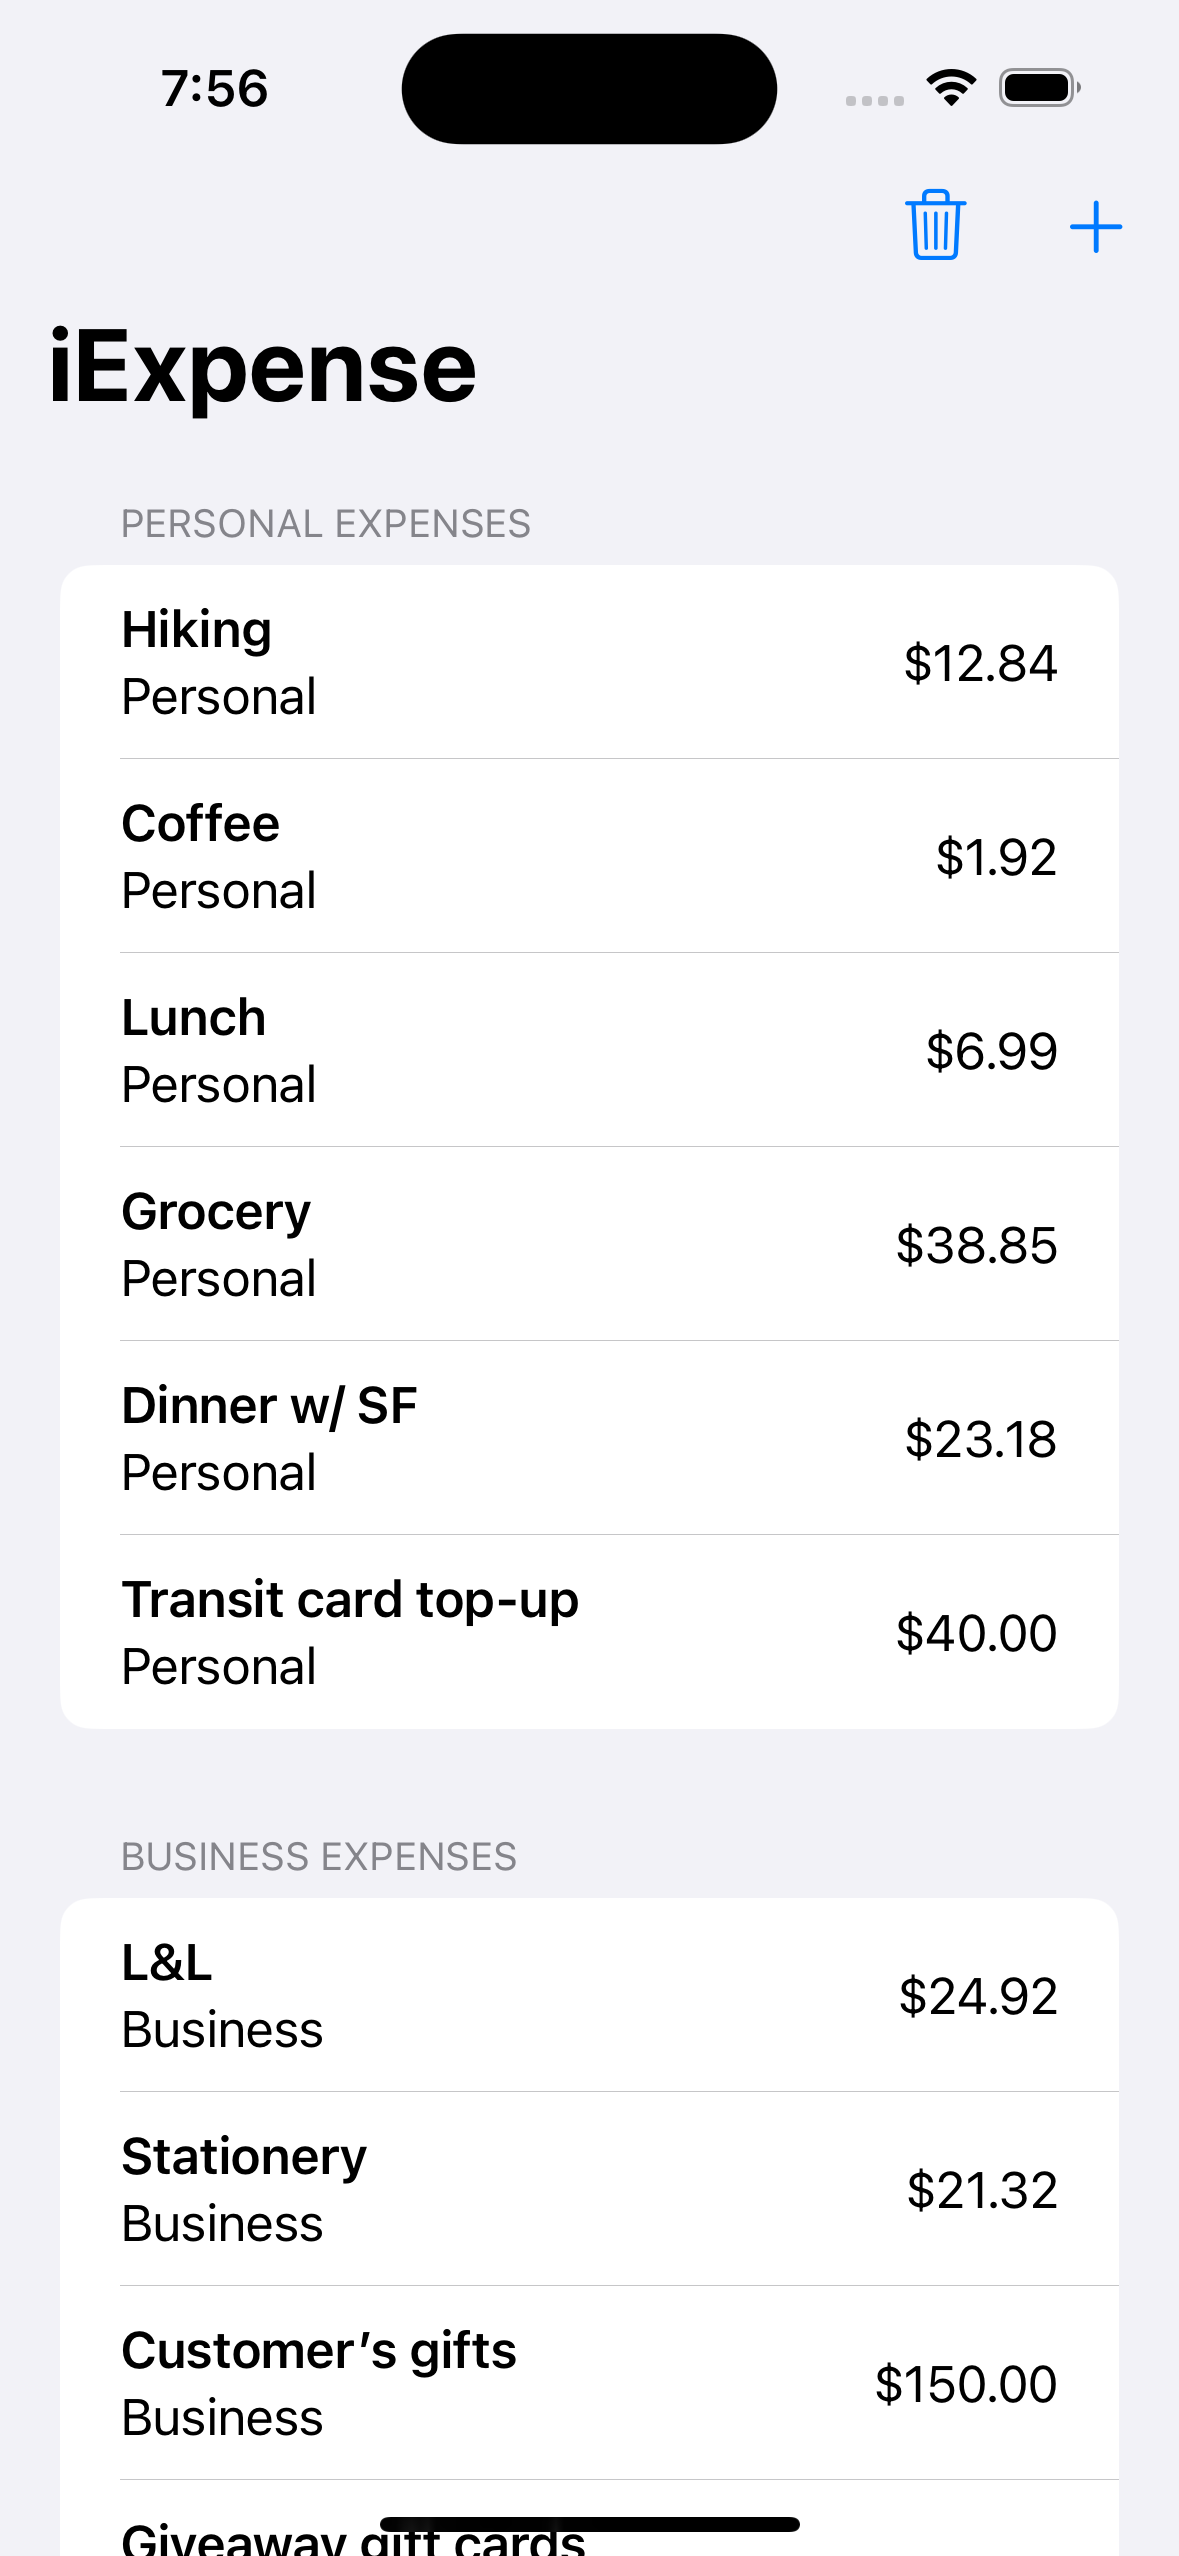 7:56
iExpense
PERSONAL EXPENSES
Hiking
Personal
$12.84
Coffee
Personal
$1.92
Lunch
Personal
$6.99
Grocery
Personal
$38.85
Dinner w/ SF
Personal
$23.18
Transit card top-up
Personal
$40.00
BUSINESS EXPENSES
L&L
Business
$24.92
Stationery
Business
$21.32
Customer’s gifts
Business
$150.00
Giveaway gift cards